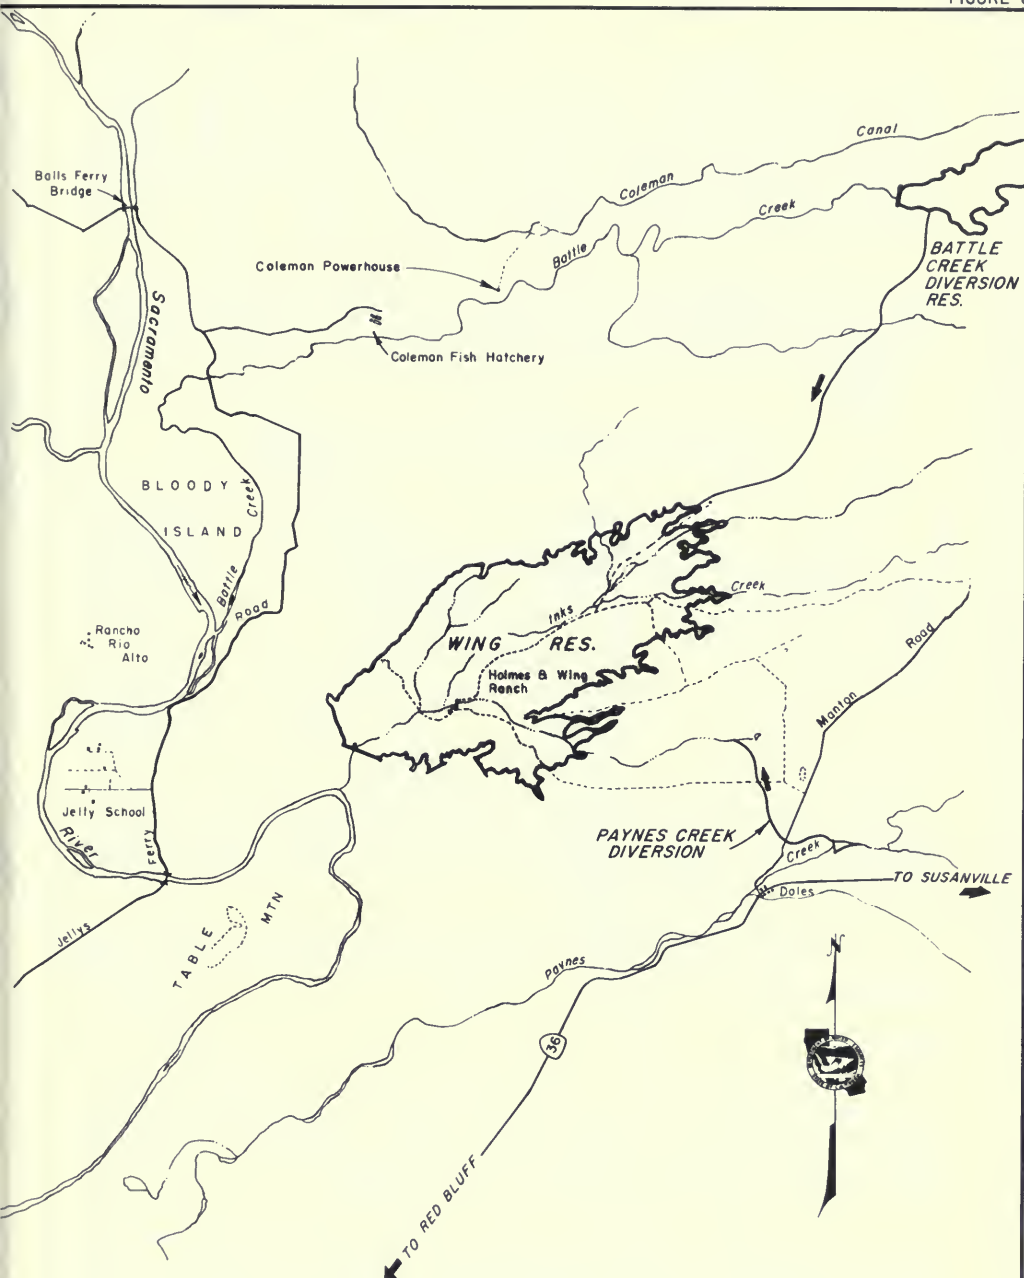 FIGURE
Canal
Coleman
Balls Ferry
Bridge
Creek
Battle
BATTLE
CREEK
DIVERSION
RES.
Coleman Powerhouse
Sacramento
Coleman Fish Hatchery
BLOODY
ISLAND
Creek
Battle
Road
Rancho
Rio
Alto
Inks
Creek
WING RES.
Holmes & Wing
Ranch
Manton
Road
Jelly School
River
Ferry
Jellys
PAYNES CREEK
DIVERSION
Creek
TO SUSANVILLE
Dales
TABLE
MTN
Paynes
N
36
TO RED BLUFF